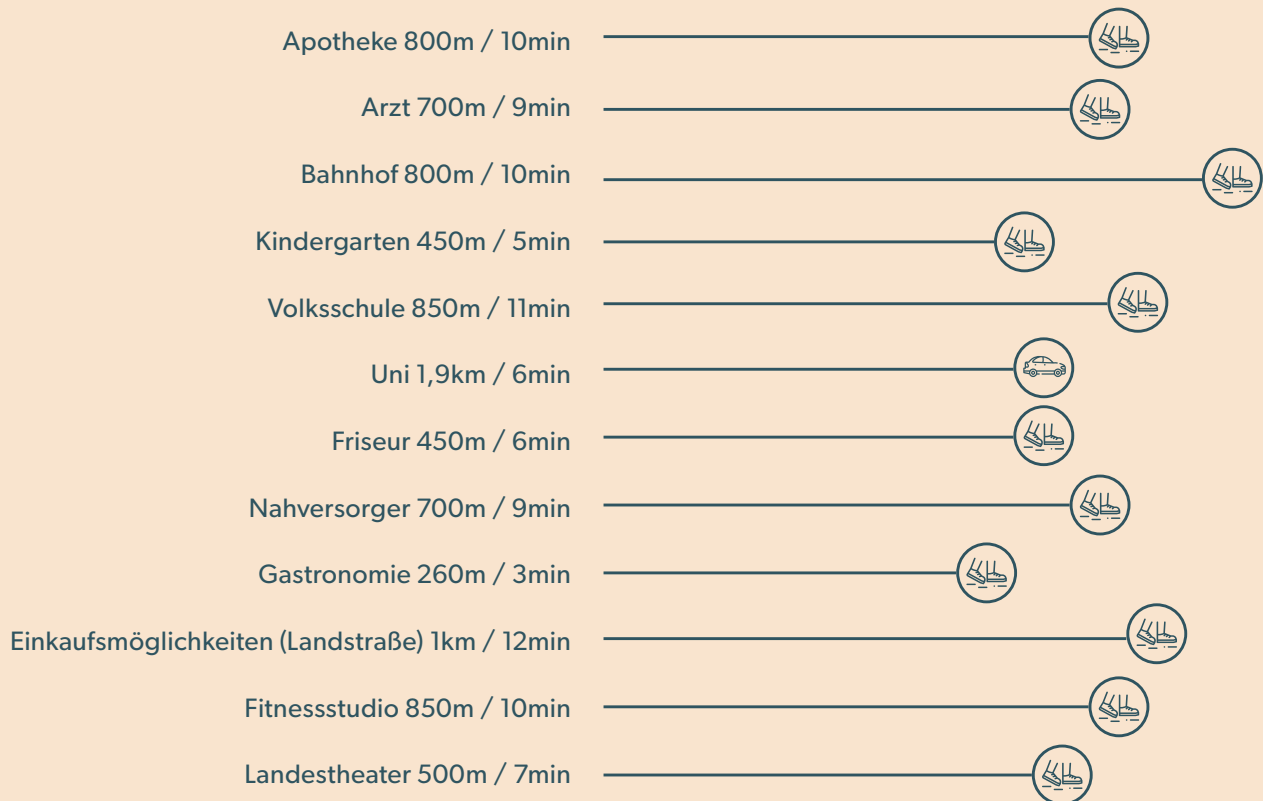 Apotheke 800m / 10min
Arzt 700m / 9min
Bahnhof 800m / 10min
Kindergarten 450m / 5min
Volksschule 850m / 11min
Uni 1,9km / 6min
Friseur 450m / 6min
Nahversorger 700m / 9min
Gastronomie 260m / 3min
Einkaufsmöglichkeiten (Landstraße) 1km / 12min
Fitnessstudio 850m / 10min
Landestheater 500m / 7min